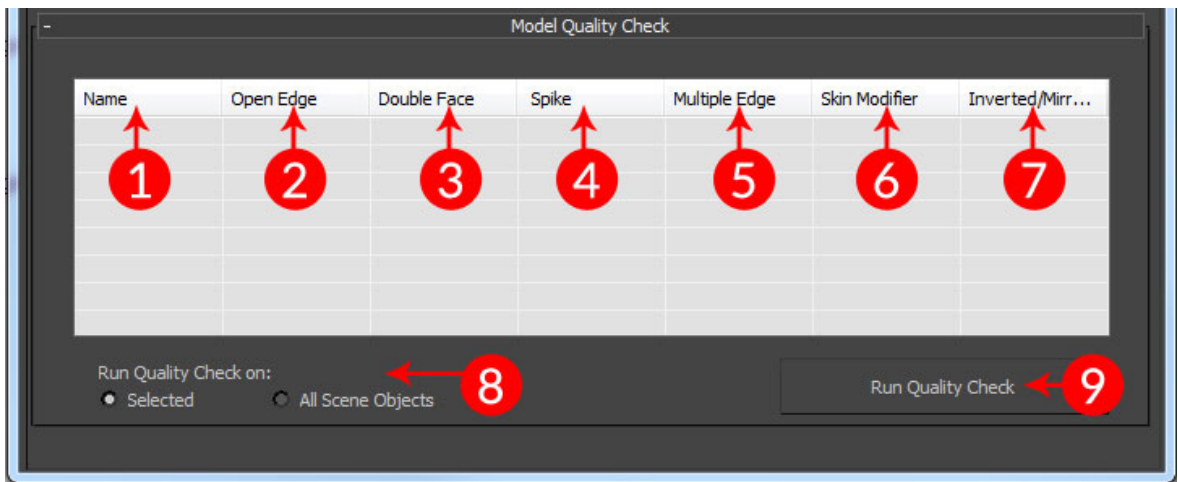 - Model Quality Check
Name Open Edge Double Face Spike Multiple Edge Skin Modifier Inverted/Mirr...
1 2 3 4 5 6 7
Run Quality Check on:
8
Selected All Scene Objects
Run Quality Check 9